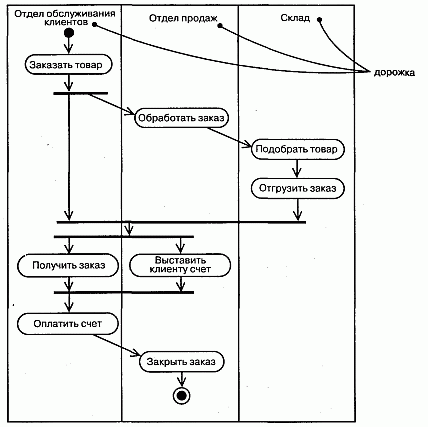 Отдел обслуживания
клиентов
Отдел продаж
Склад
дорожка
Заказать товар
Обработать заказ
Подобрать товар
Отгрузить заказ
Получить заказ
Выставить
клиенту счет
Оплатить счет
Закрыть заказ